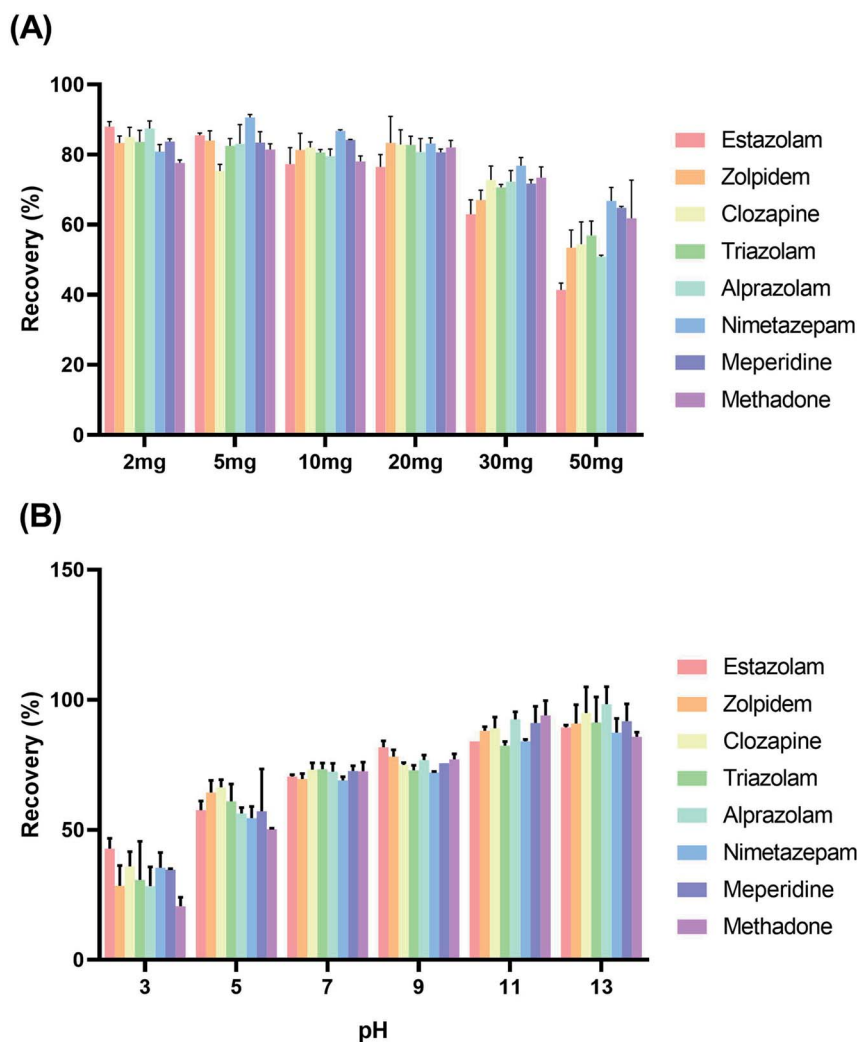 (A)
100
80
60
40
20
0
Recovery (%)
2mg 5mg 10mg 20mg 30mg 50mg
Estazolam
Zolpidem
Clozapine
Triazolam
Alprazolam
Nimetazepam
Meperidine
Methadone
(B)
150
100
50
0
Recovery (%)
3 5 7 9 11 13
pH
Estazolam
Zolpidem
Clozapine
Triazolam
Alprazolam
Nimetazepam
Meperidine
Methadone